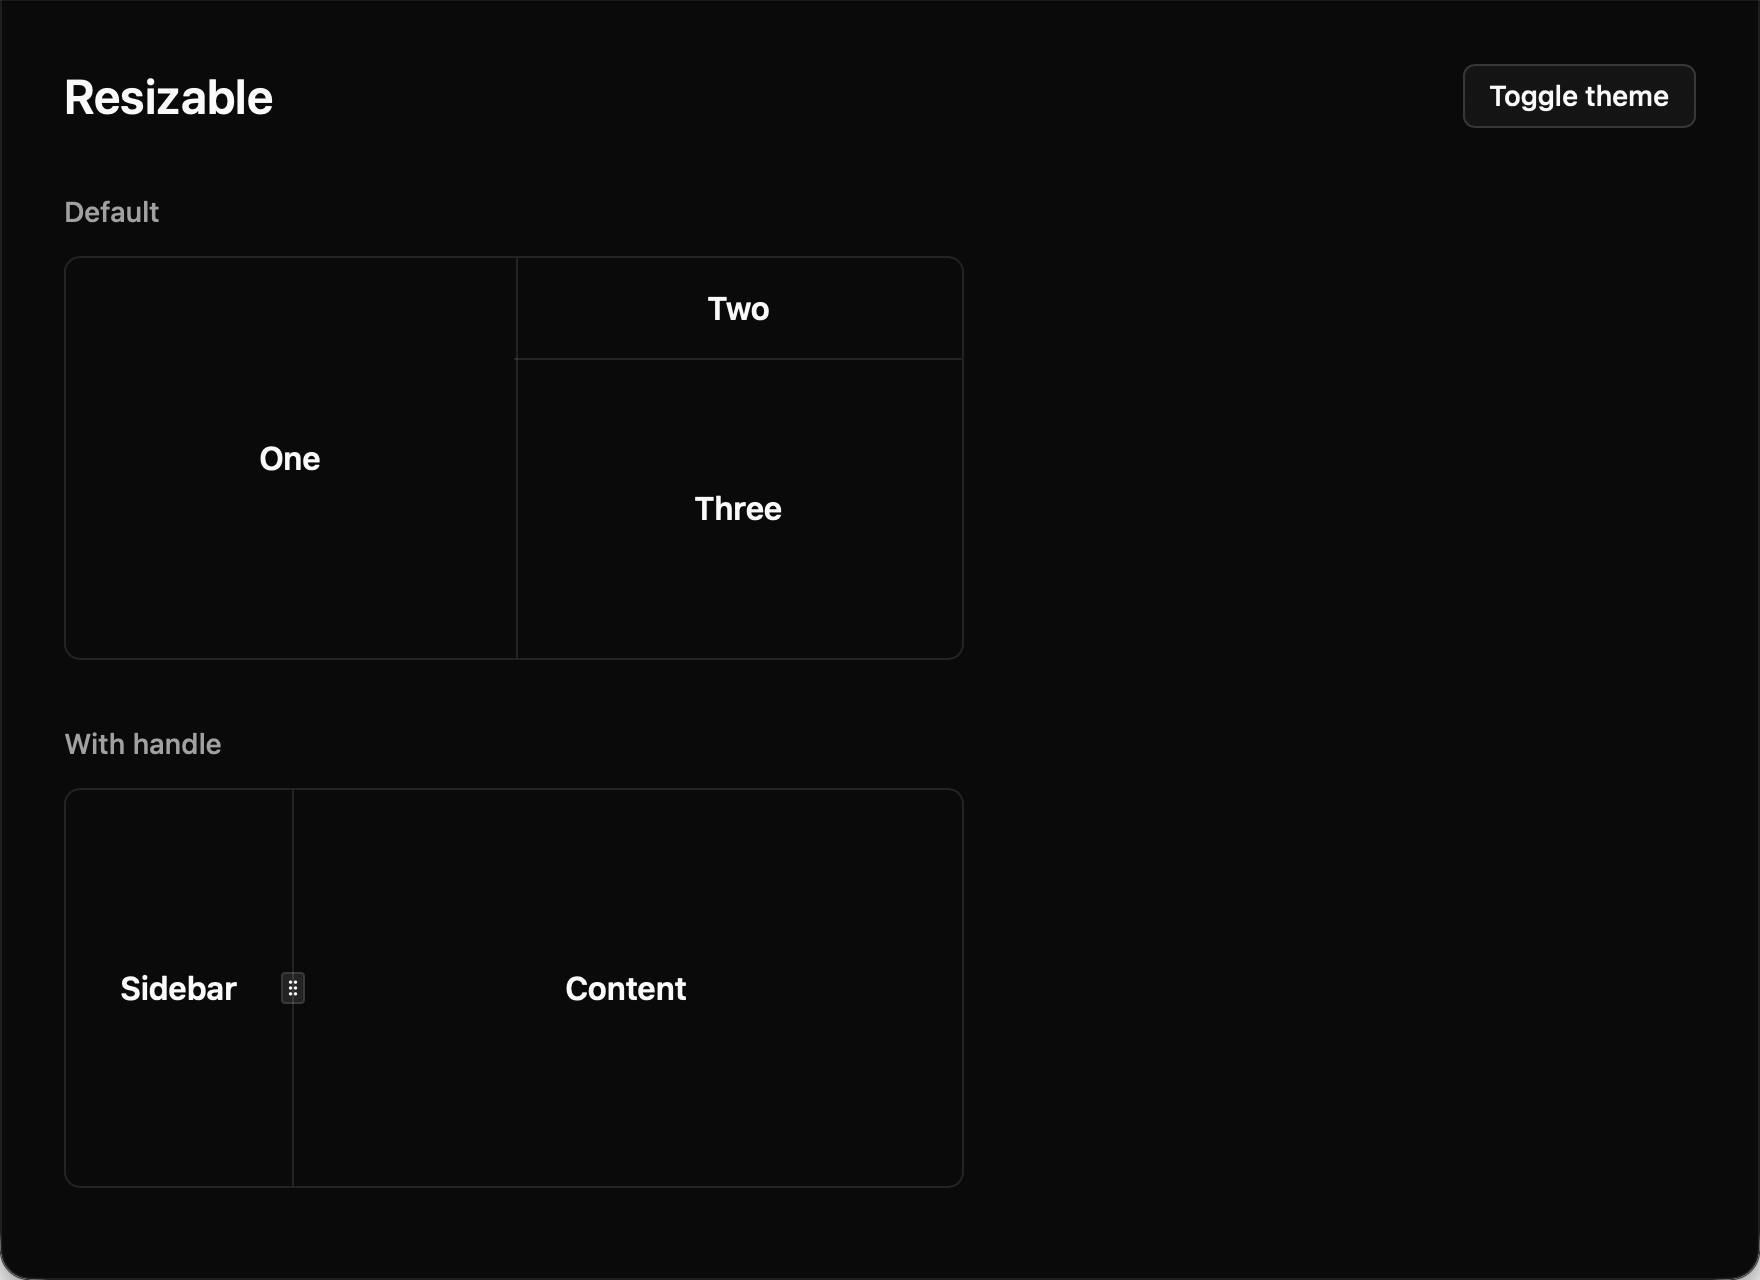 Resizable
Toggle theme
Default
One
Two
Three
With handle
Sidebar
Content